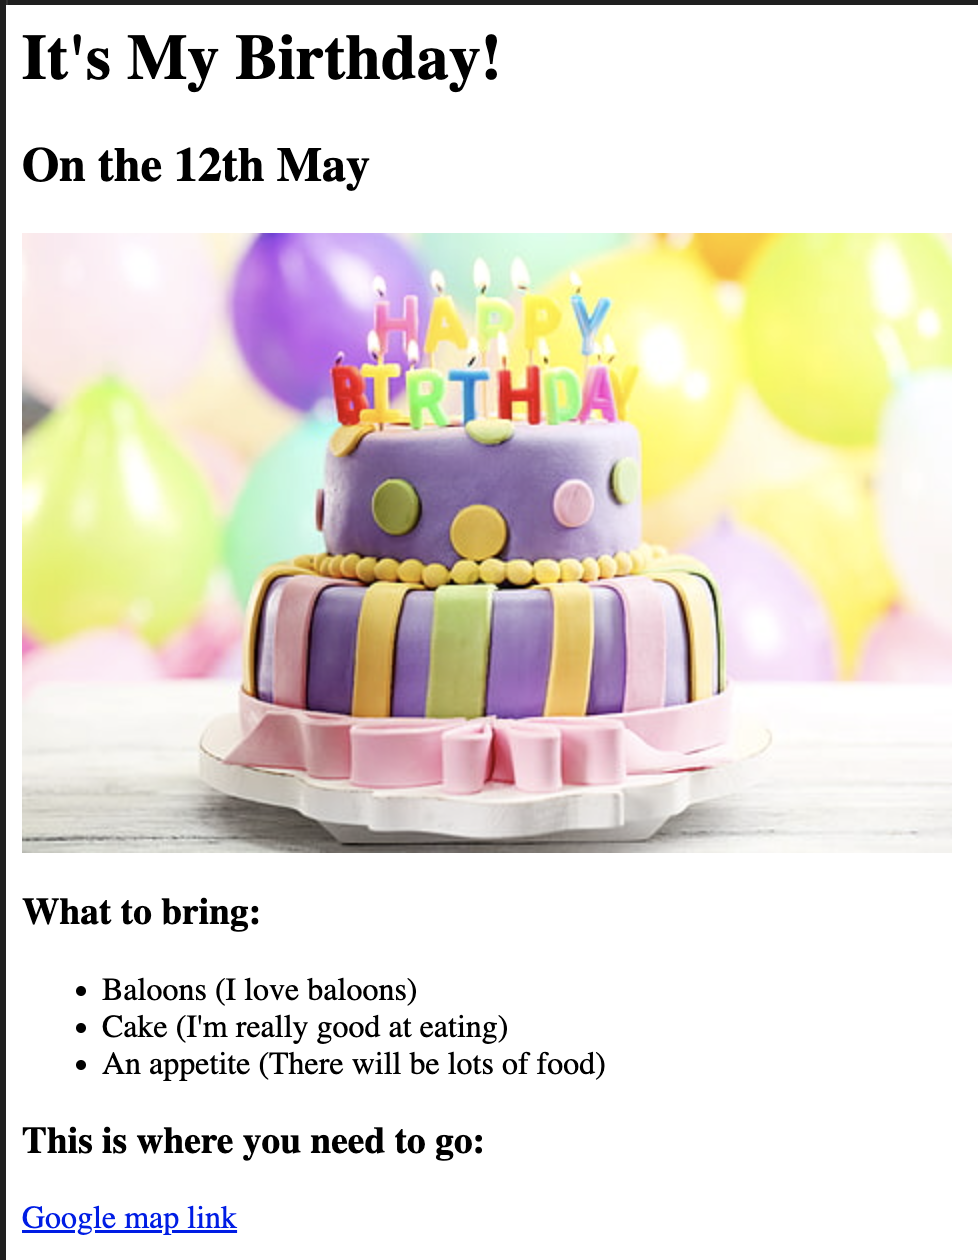 It's My Birthday!
On the 12th May
HAPPY
BIRTHDAY
What to bring:
Baloons (I love baloons)
Cake (I'm really good at eating)
An appetite (There will be lots of food)
This is where you need to go:
Google map link